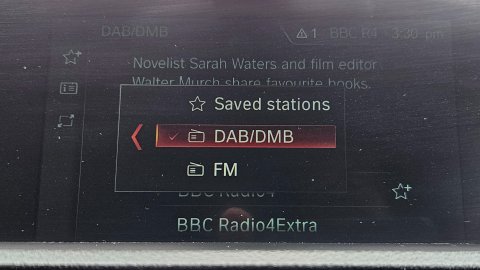 DAB/DMB
1 BBC R4 3:30 pm
Novelist Sarah Waters and film editor
Walter Murch share favourite books.
Saved stations
DAB/DMB
FM
BBC Radio4
BBC Radio4Extra